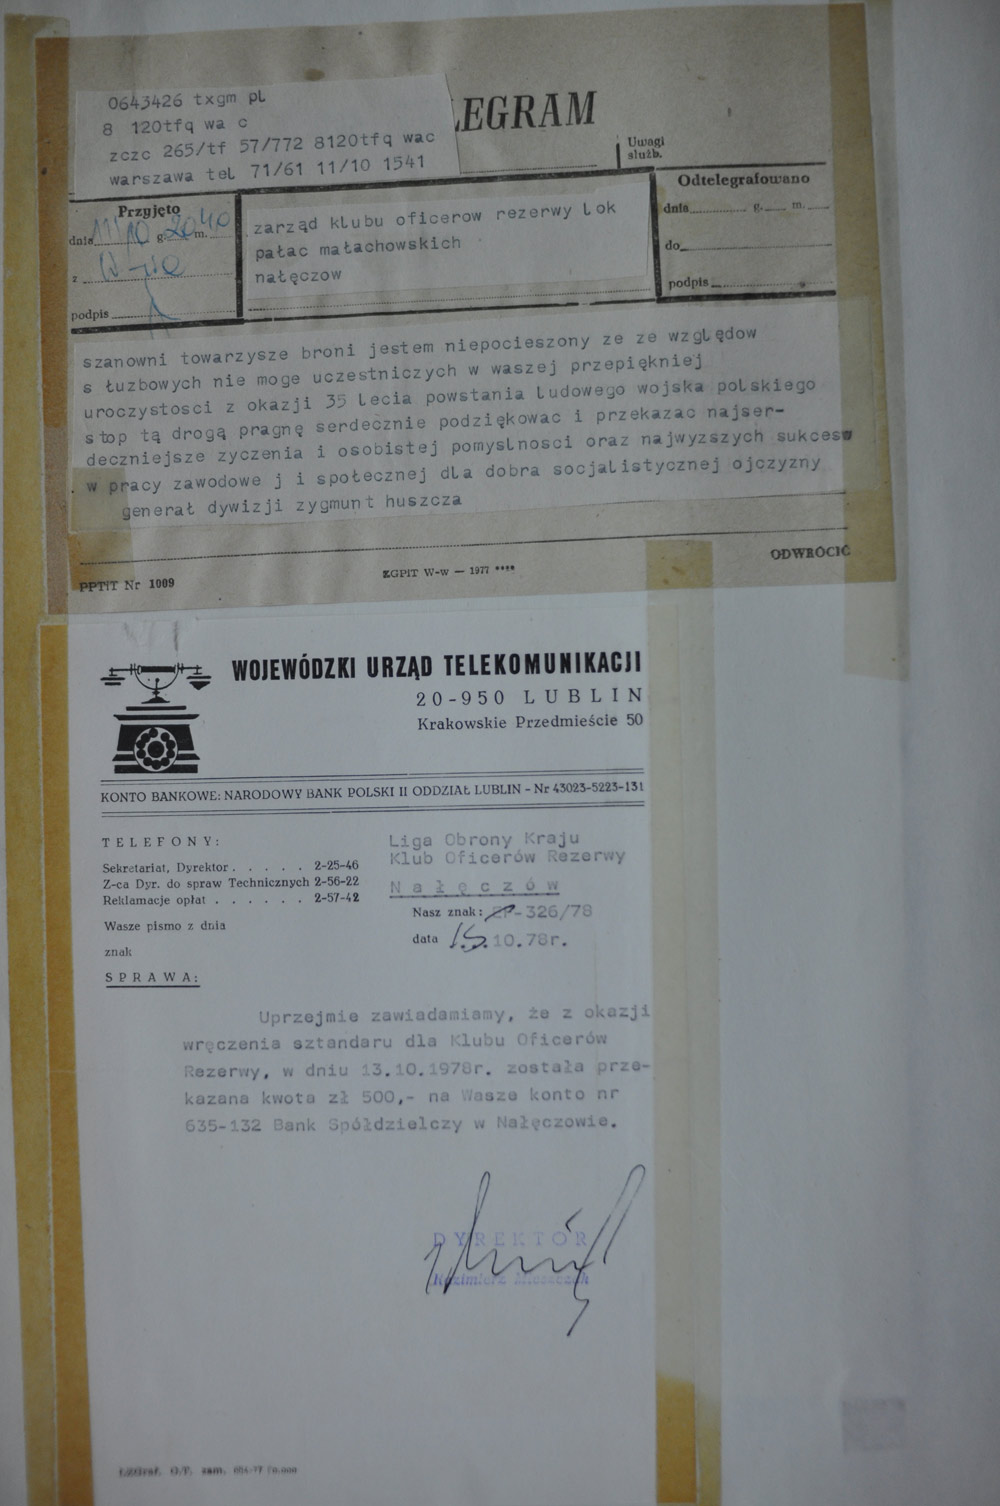 0643426 txgm pl
8 120tfq wa c
zczc 265/tf 57/772 8120tfq wac
warszawa tel 71/61 11/10 1541
LEGRAM
Uwagi
służb.
Przyjęto
dnia 11/10 g. 20 m. 40
z W-wa
podpis
zarząd klubu oficerow rezerwy lok
pałac małachowskich
nałęczow
Odtelegrafowano
dnia g. m.
do
podpis
szanowni towarzysze broni jestem niepocieszony ze ze względow
s łuzbowych nie moge uczestniczych w waszej przepiękniej
uroczystosci z okazji 35 lecia powstania ludowego wojska polskiego
stop tą drogą pragnę serdecznie podziękowac i przekazac najser-
deczniejsze zyczenia i osobistej pomyslnosci oraz najwyzszych sukcesw
w pracy zawodowe j i społecznej dla dobra socjalistycznej ojczyzny
generał dywizji zygmunt huszcza
ODWRÓCIĆ
PPTiT Nr 1009
ZGPiT W-w — 1977 ****
WOJEWÓDZKI URZĄD TELEKOMUNIKACJI
20-950 LUBLIN
Krakowskie Przedmieście 50
KONTO BANKOWE: NARODOWY BANK POLSKI II ODDZIAŁ LUBLIN - Nr 43023-5223-131
TELEFONY:
Sekretariat, Dyrektor . . . . . 2-25-46
Z-ca Dyr. do spraw Technicznych 2-56-22
Reklamacje opłat . . . . . . 2-57-42
Wasze pismo z dnia
znak
SPRAWA:
Liga Obrony Kraju
Klub Oficerów Rezerwy
Nałęczów
Nasz znak: -326/78
data 15.10.78r.
Uprzejmie zawiadamiamy, że z okazji
wręczenia sztandaru dla Klubu Oficerów
Rezerwy, w dniu 13.10.1978r. została prze-
kazana kwota zł 500,- na Wasze konto nr
635-132 Bank Spółdzielczy w Nałęczowie.
DYREKTOR
Kazimierz
zam.